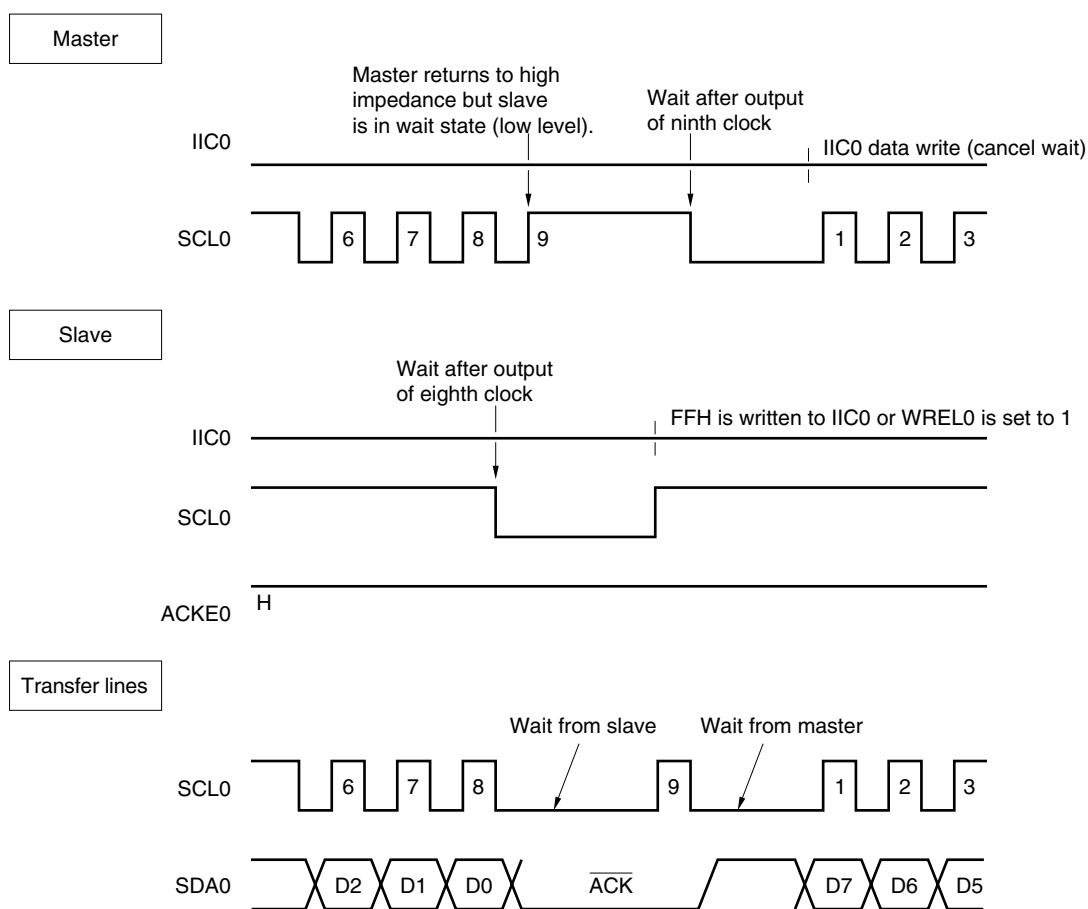 Master
Master returns to high
impedance but slave
is in wait state (low level).
Wait after output
of ninth clock
IIC0
IIC0 data write (cancel wait)
SCL0
6 7 8 9 1 2 3
Slave
Wait after output
of eighth clock
FFH is written to IIC0 or WREL0 is set to 1
IIC0
SCL0
H
ACKE0
Transfer lines
Wait from slave
Wait from master
SCL0
6 7 8 9 1 2 3
SDA0
D2 D1 D0 A̅C̅K̅ D7 D6 D5